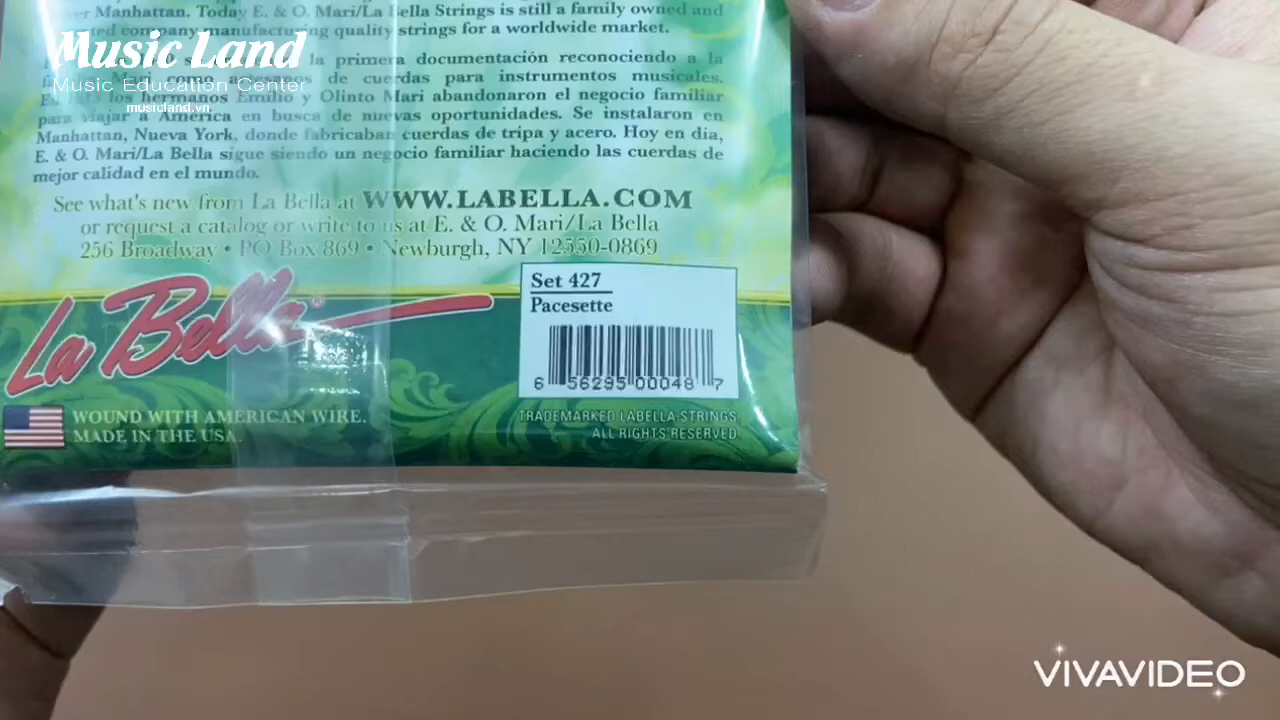 er Manhattan. Today E. & O. Mari/La Bella Strings is still a family owned and
ted company manufacturing quality strings for a worldwide market.
Music Land
Music Education Center
musicland.vn
la primera documentación reconociendo a la
Mari como artesanos de cuerdas para instrumentos musicales.
los hermanos Emilio y Olinto Mari abandonaron el negocio familiar
para viajar a América en busca de nuevas oportunidades. Se instalaron en
Manhattan, Nueva York, donde fabricaban cuerdas de tripa y acero. Hoy en dia,
E. & O. Mari/La Bella sigue siendo un negocio familiar haciendo las cuerdas de
mejor calidad en el mundo.
See what's new from La Bella at WWW.LABELLA.COM
or request a catalog or write to us at E. & O. Mari/La Bella
256 Broadway • PO Box 869 • Newburgh, NY 12550-0869
La Bella®
Set 427
Pacesette
6 56295 00048 7
WOUND WITH AMERICAN WIRE.
MADE IN THE USA.
TRADEMARKED LABELLA STRINGS
ALL RIGHTS RESERVED.
VIVAVIDEO